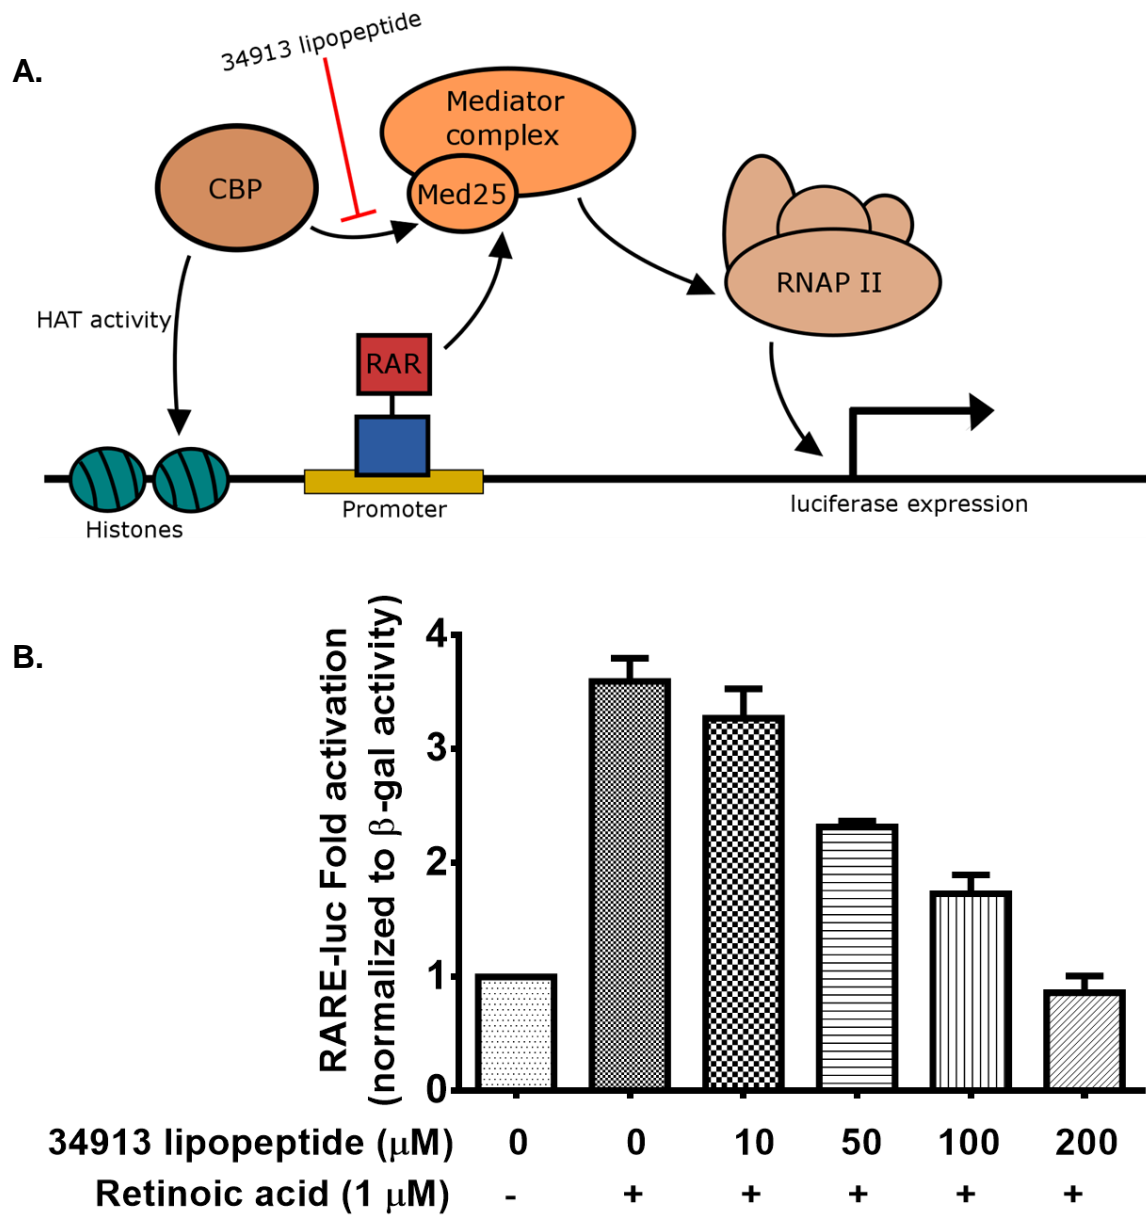 A.
34913 lipopeptide
Mediator
complex
CBP
Med25
RNAP II
HAT activity
RAR
Histones
Promoter
luciferase expression
B.
RARE-luc Fold activation
(normalized to β-gal activity)
4
3
2
1
0
34913 lipopeptide (μM) 0 0 10 50 100 200
Retinoic acid (1 μM) - + + + + +